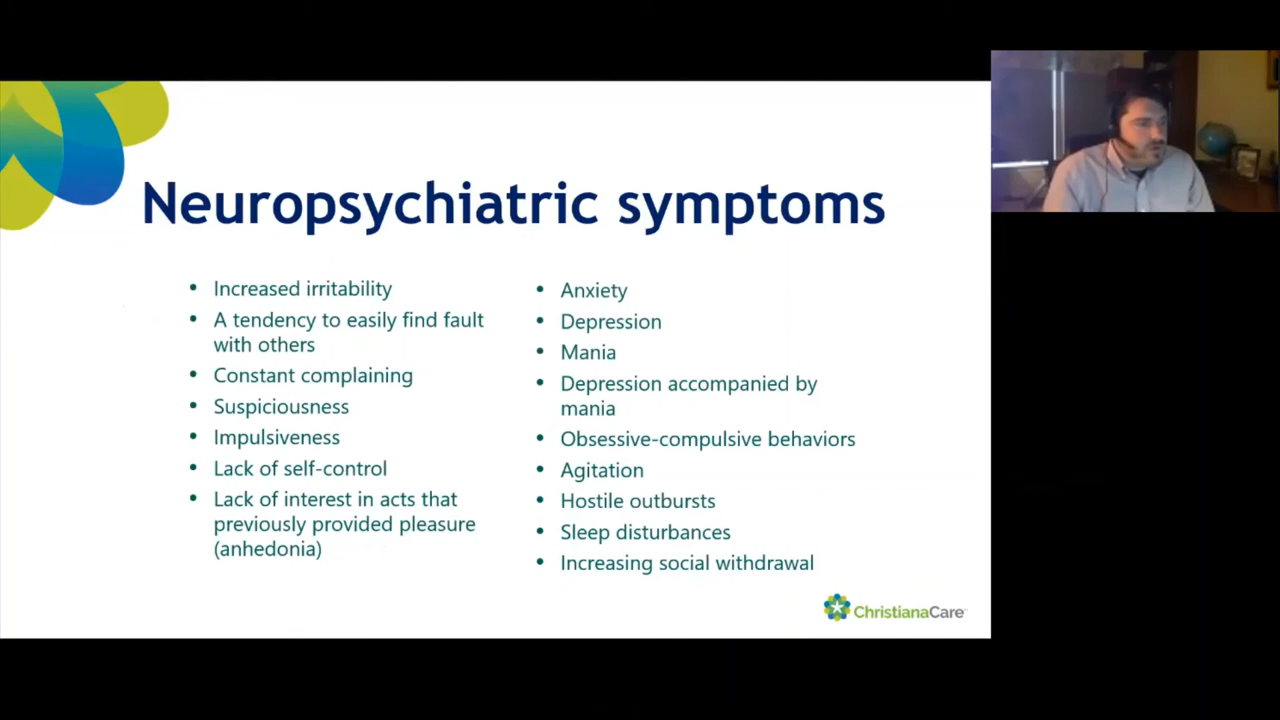 Neuropsychiatric symptoms
• Increased irritability
• A tendency to easily find fault
with others
• Constant complaining
• Suspiciousness
• Impulsiveness
• Lack of self-control
• Lack of interest in acts that
previously provided pleasure
(anhedonia)
• Anxiety
• Depression
• Mania
• Depression accompanied by
mania
• Obsessive-compulsive behaviors
• Agitation
• Hostile outbursts
• Sleep disturbances
• Increasing social withdrawal
ChristianaCare™